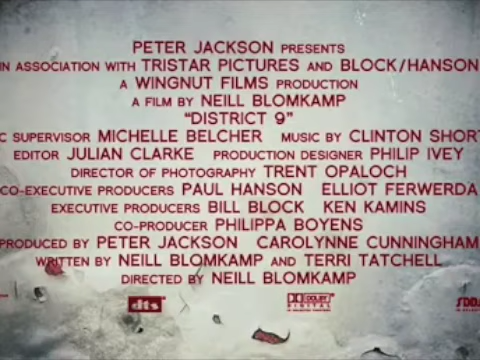 PETER JACKSON PRESENTS
IN ASSOCIATION WITH TRISTAR PICTURES AND BLOCK/HANSON
A WINGNUT FILMS PRODUCTION
A FILM BY NEILL BLOMKAMP
"DISTRICT 9"
C SUPERVISOR MICHELLE BELCHER MUSIC BY CLINTON SHORT
EDITOR JULIAN CLARKE PRODUCTION DESIGNER PHILIP IVEY
DIRECTOR OF PHOTOGRAPHY TRENT OPALOCH
CO-EXECUTIVE PRODUCERS PAUL HANSON ELLIOT FERWERDA
EXECUTIVE PRODUCERS BILL BLOCK KEN KAMINS
CO-PRODUCER PHILIPPA BOYENS
PRODUCED BY PETER JACKSON CAROLYNNE CUNNINGHAM
WRITTEN BY NEILL BLOMKAMP AND TERRI TATCHELL
DIRECTED BY NEILL BLOMKAMP
dts DOLBY DIGITAL